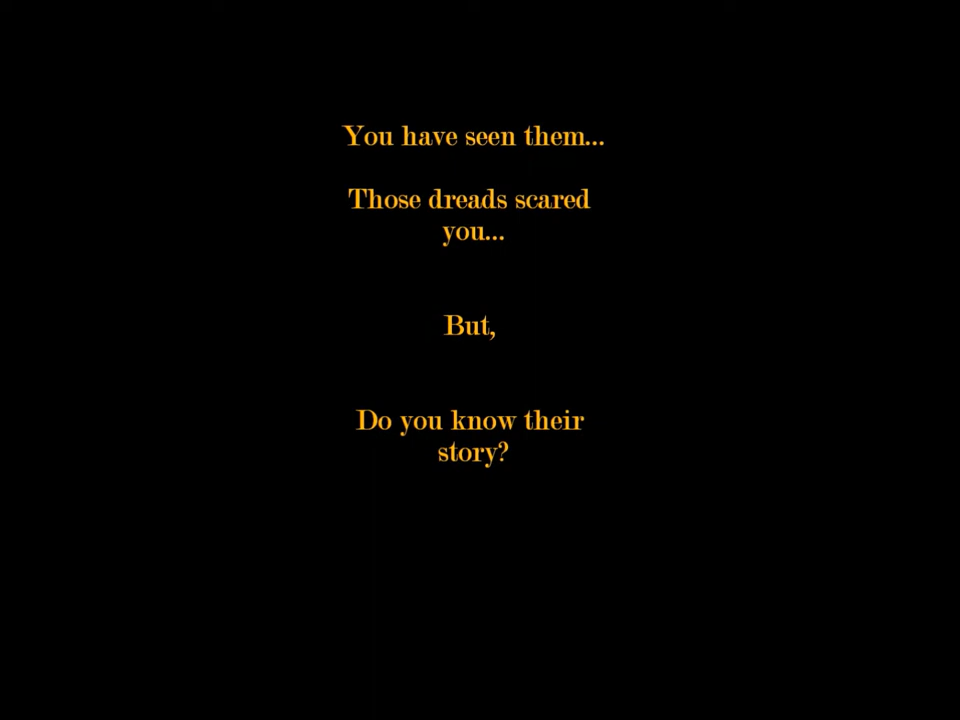 You have seen them...
Those dreads scared
you...
But,
Do you know their
story?